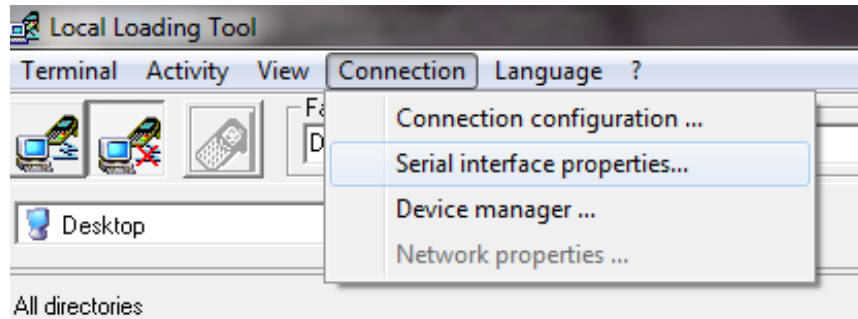 Local Loading Tool
Terminal Activity View Connection Language ?
Fa
D
Connection configuration ...
Serial interface properties...
Device manager ...
Network properties ...
Desktop
All directories